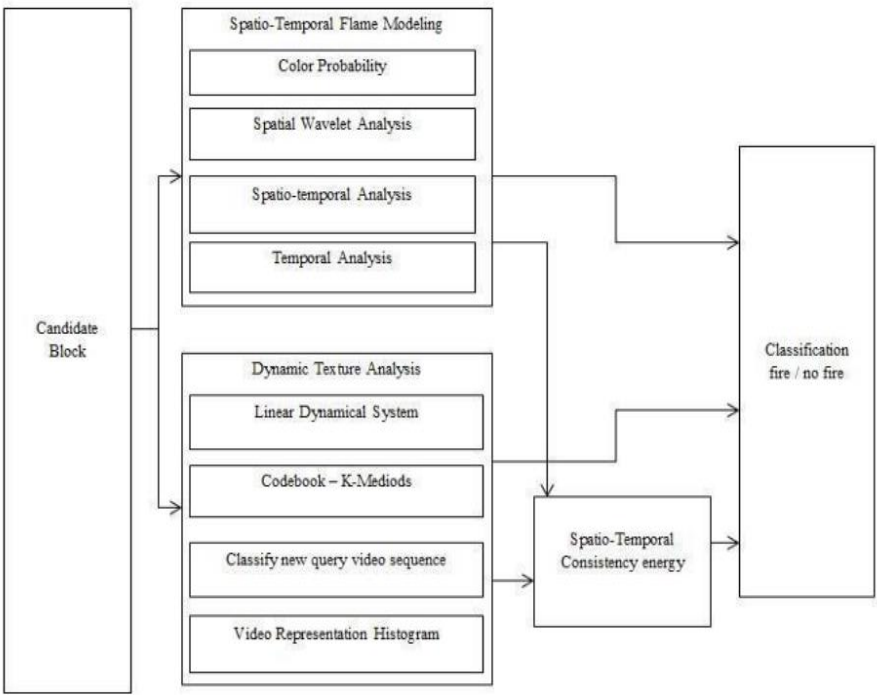 Spatio-Temporal Flame Modeling
Color Probability
Spatial Wavelet Analysis
Spatio-temporal Analysis
Temporal Analysis
Candidate
Block
Dynamic Texture Analysis
Linear Dynamical System
Codebook – K-Mediods
Classify new query video sequence
Video Representation Histogram
Spatio-Temporal
Consistency energy
Classification
fire / no fire